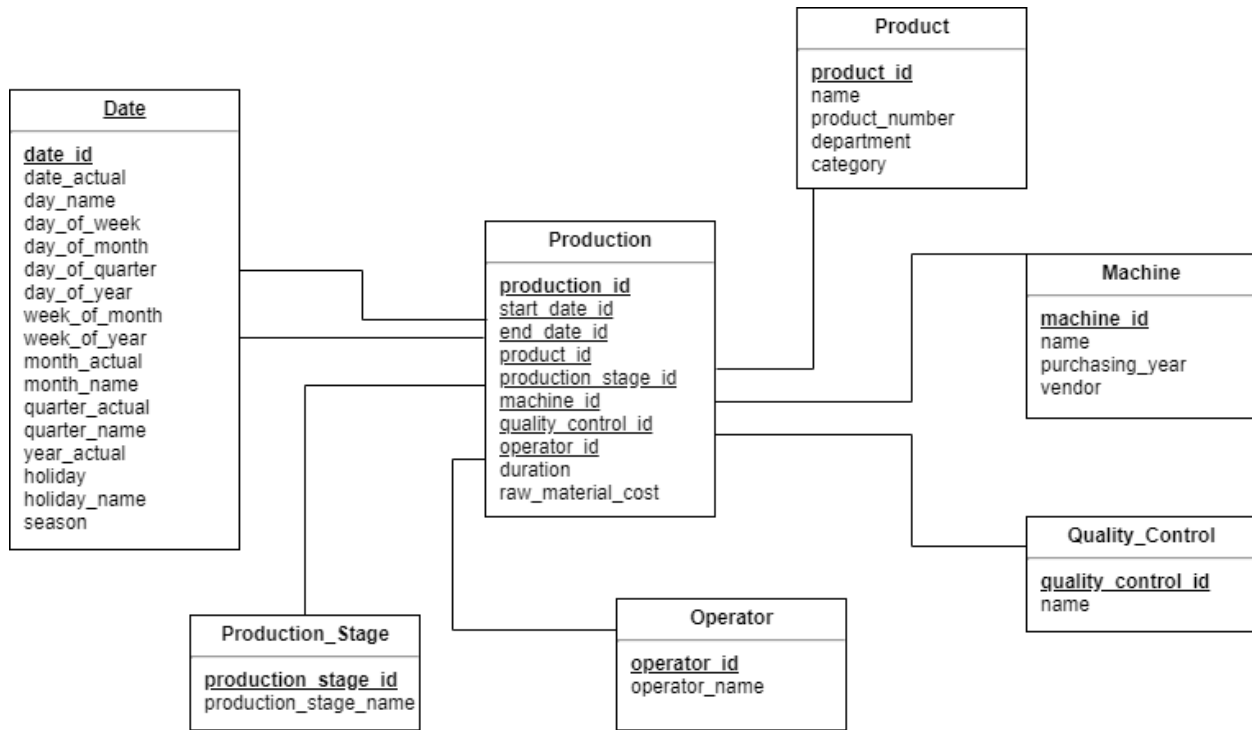 Product
product_id
name
product_number
department
category
Date
date_id
date_actual
day_name
day_of_week
day_of_month
day_of_quarter
day_of_year
week_of_month
week_of_year
month_actual
month_name
quarter_actual
quarter_name
year_actual
holiday
holiday_name
season
Production
production_id
start_date_id
end_date_id
product_id
production_stage_id
machine_id
quality_control_id
operator_id
duration
raw_material_cost
Machine
machine_id
name
purchasing_year
vendor
Quality_Control
quality_control_id
name
Production_Stage
production_stage_id
production_stage_name
Operator
operator_id
operator_name